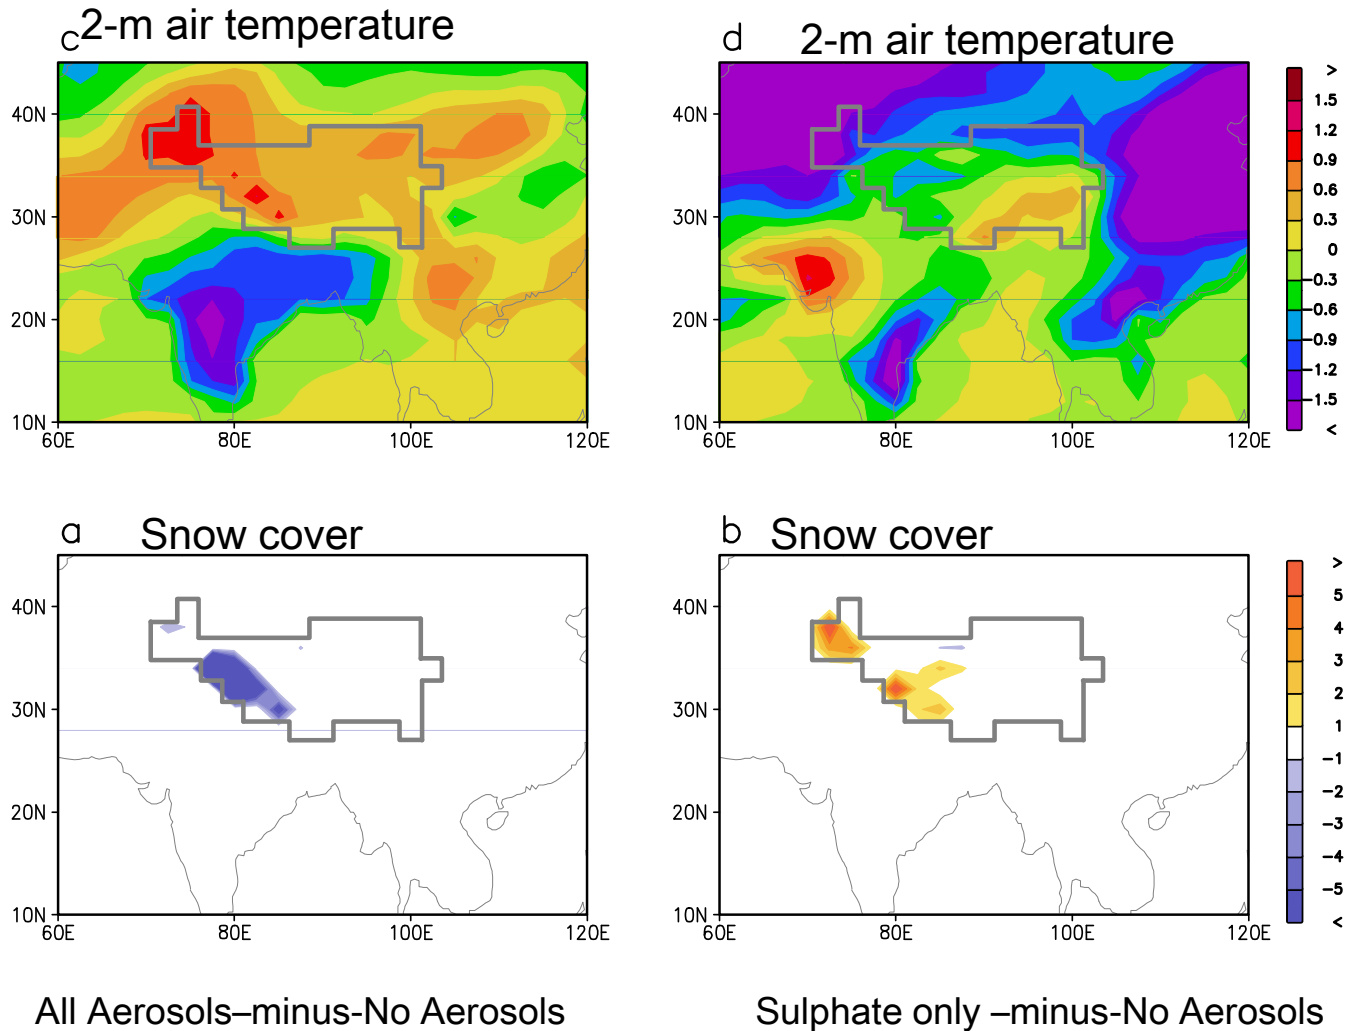 c 2-m air temperature
d 2-m air temperature
40N
30N
20N
10N
60E 80E 100E 120E
60E 80E 100E 120E
40N
30N
20N
10N
>
1.5
1.2
0.9
0.6
0.3
0
−0.3
−0.6
−0.9
−1.2
−1.5
<
a Snow cover
b Snow cover
40N
30N
20N
10N
60E 80E 100E 120E
40N
30N
20N
10N
60E 80E 100E 120E
>
5
4
3
2
1
−1
−2
−3
−4
−5
<
All Aerosols–minus-No Aerosols
Sulphate only –minus-No Aerosols